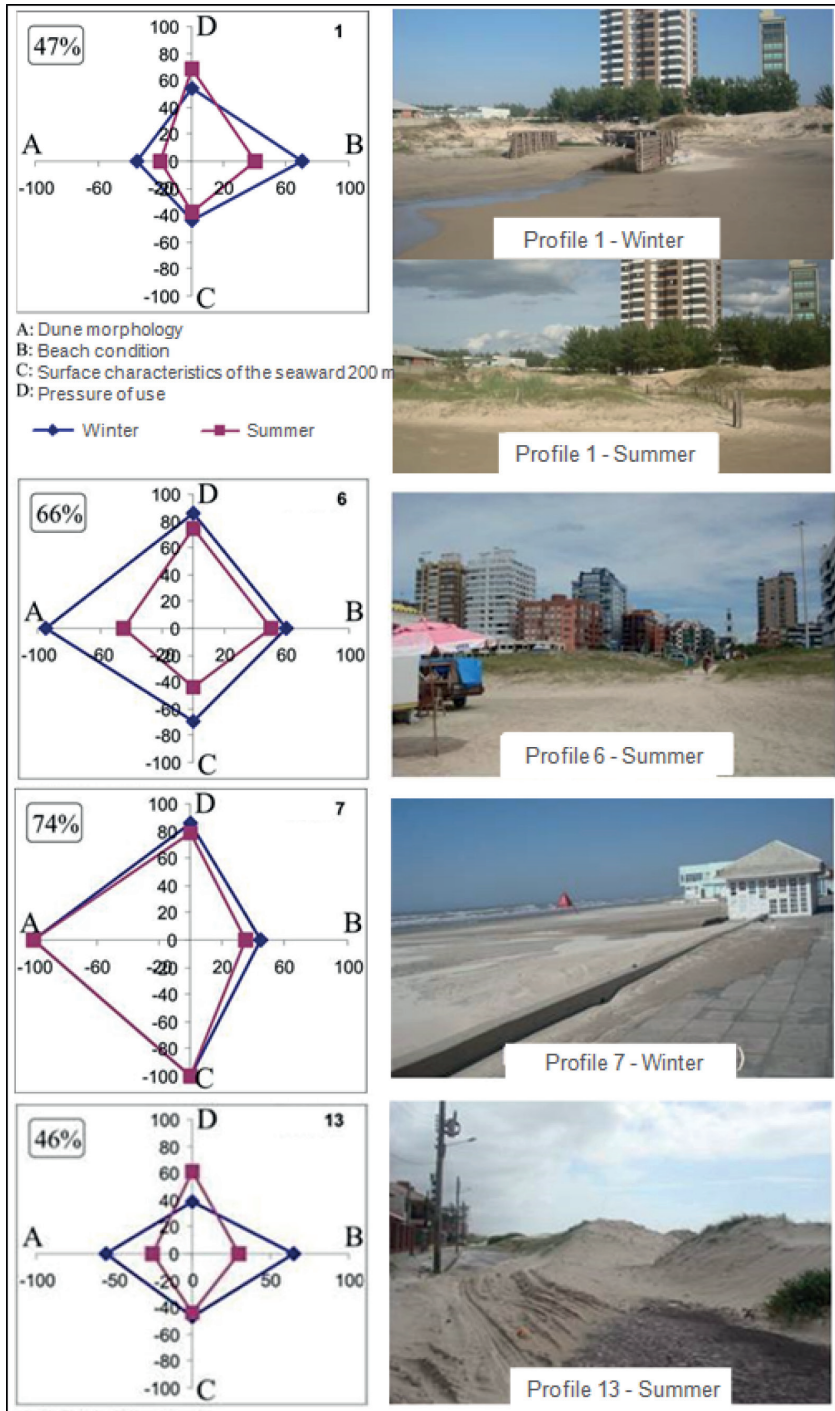 47%
1
D
100
80
60
40
20
A
0
B
-100
-60
-20
20
60
100
-20
-40
-60
-80
-100
C
Profile 1 - Winter
A: Dune morphology
B: Beach condition
C: Surface characteristics of the seaward 200 m
D: Pressure of use
Winter
Summer
Profile 1 - Summer
66%
6
D
100
80
60
40
20
A
0
B
-100
-60
-20
20
60
100
-20
-40
-60
-80
-100
C
Profile 6 - Summer
74%
7
D
100
80
60
40
20
A
0
B
-100
-60
-20
20
60
100
-20
-40
-60
-80
-100
C
Profile 7 - Winter )
46%
13
D
100
80
60
40
20
A
0
B
-100
-50
0
50
100
-20
-40
-60
-80
-100
C
Profile 13 - Summer